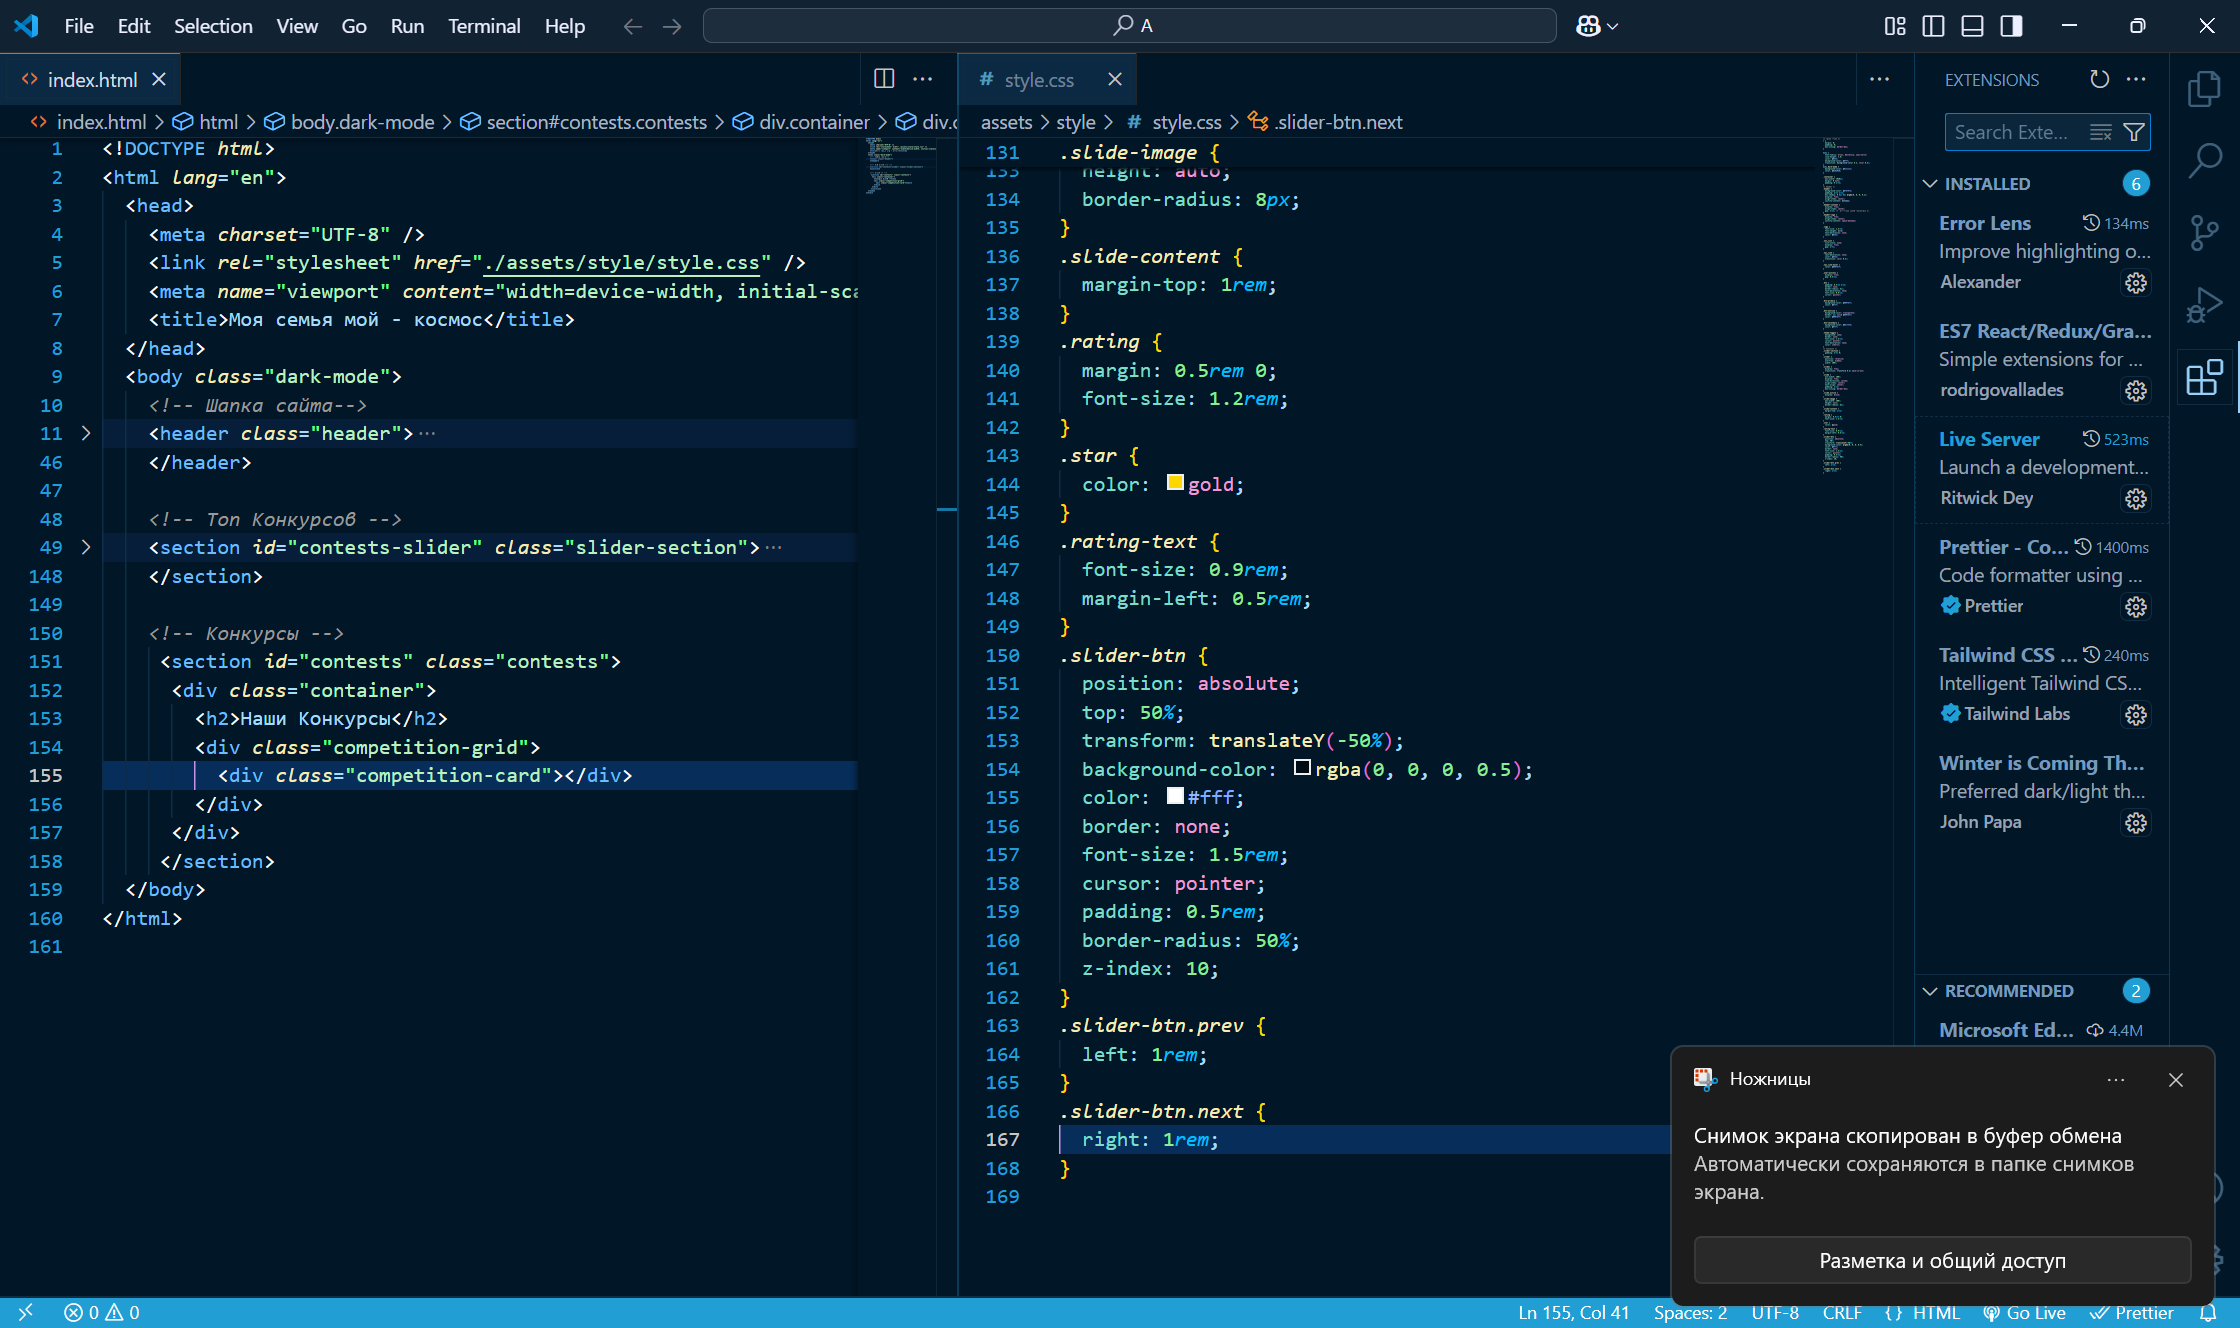 File Edit Selection View Go Run Terminal Help
A
index.html
style.css
EXTENSIONS
index.html > html > body.dark-mode > section#contests.contests > div.container >
assets > style > # style.css > .slider-btn.next
Search Exte...
1 <!DOCTYPE html>
2 <html lang="en">
3 <head>
4 <meta charset="UTF-8" />
5 <link rel="stylesheet" href="./assets/style/style.css" />
6 <meta name="viewport" content="width=device-width, initial-sca
7 <title>Моя семья мой - космос</title>
8 </head>
9 <body class="dark-mode">
10 <!-- Шапка сайта-->
11 <header class="header">···
46 </header>
47
48 <!-- Топ Конкурсов -->
49 <section id="contests-slider" class="slider-section">···
148 </section>
149
150 <!-- Конкурсы -->
151 <section id="contests" class="contests">
152 <div class="container">
153 <h2>Наши Конкурсы</h2>
154 <div class="competition-grid">
155 <div class="competition-card"></div>
156 </div>
157 </div>
158 </section>
159 </body>
160 </html>
161
131 .slide-image {
133 height: auto;
134 border-radius: 8px;
135 }
136 .slide-content {
137 margin-top: 1rem;
138 }
139 .rating {
140 margin: 0.5rem 0;
141 font-size: 1.2rem;
142 }
143 .star {
144 color: gold;
145 }
146 .rating-text {
147 font-size: 0.9rem;
148 margin-left: 0.5rem;
149 }
150 .slider-btn {
151 position: absolute;
152 top: 50%;
153 transform: translateY(-50%);
154 background-color: rgba(0, 0, 0, 0.5);
155 color: #fff;
156 border: none;
157 font-size: 1.5rem;
158 cursor: pointer;
159 padding: 0.5rem;
160 border-radius: 50%;
161 z-index: 10;
162 }
163 .slider-btn.prev {
164 left: 1rem;
165 }
166 .slider-btn.next {
167 right: 1rem;
168 }
169
INSTALLED 6
Error Lens 134ms
Improve highlighting o...
Alexander
ES7 React/Redux/Gra...
Simple extensions for ...
rodrigovallades
Live Server 523ms
Launch a development...
Ritwick Dey
Prettier - Co... 1400ms
Code formatter using ...
Prettier
Tailwind CSS ... 240ms
Intelligent Tailwind CS...
Tailwind Labs
Winter is Coming Th...
Preferred dark/light th...
John Papa
RECOMMENDED 2
Microsoft Ed... 4.4M
Ножницы
Снимок экрана скопирован в буфер обмена
Автоматически сохраняются в папке снимков
экрана.
Разметка и общий доступ
0 0
Ln 155, Col 41 Spaces: 2 UTF-8 CRLF {} HTML Go Live Prettier